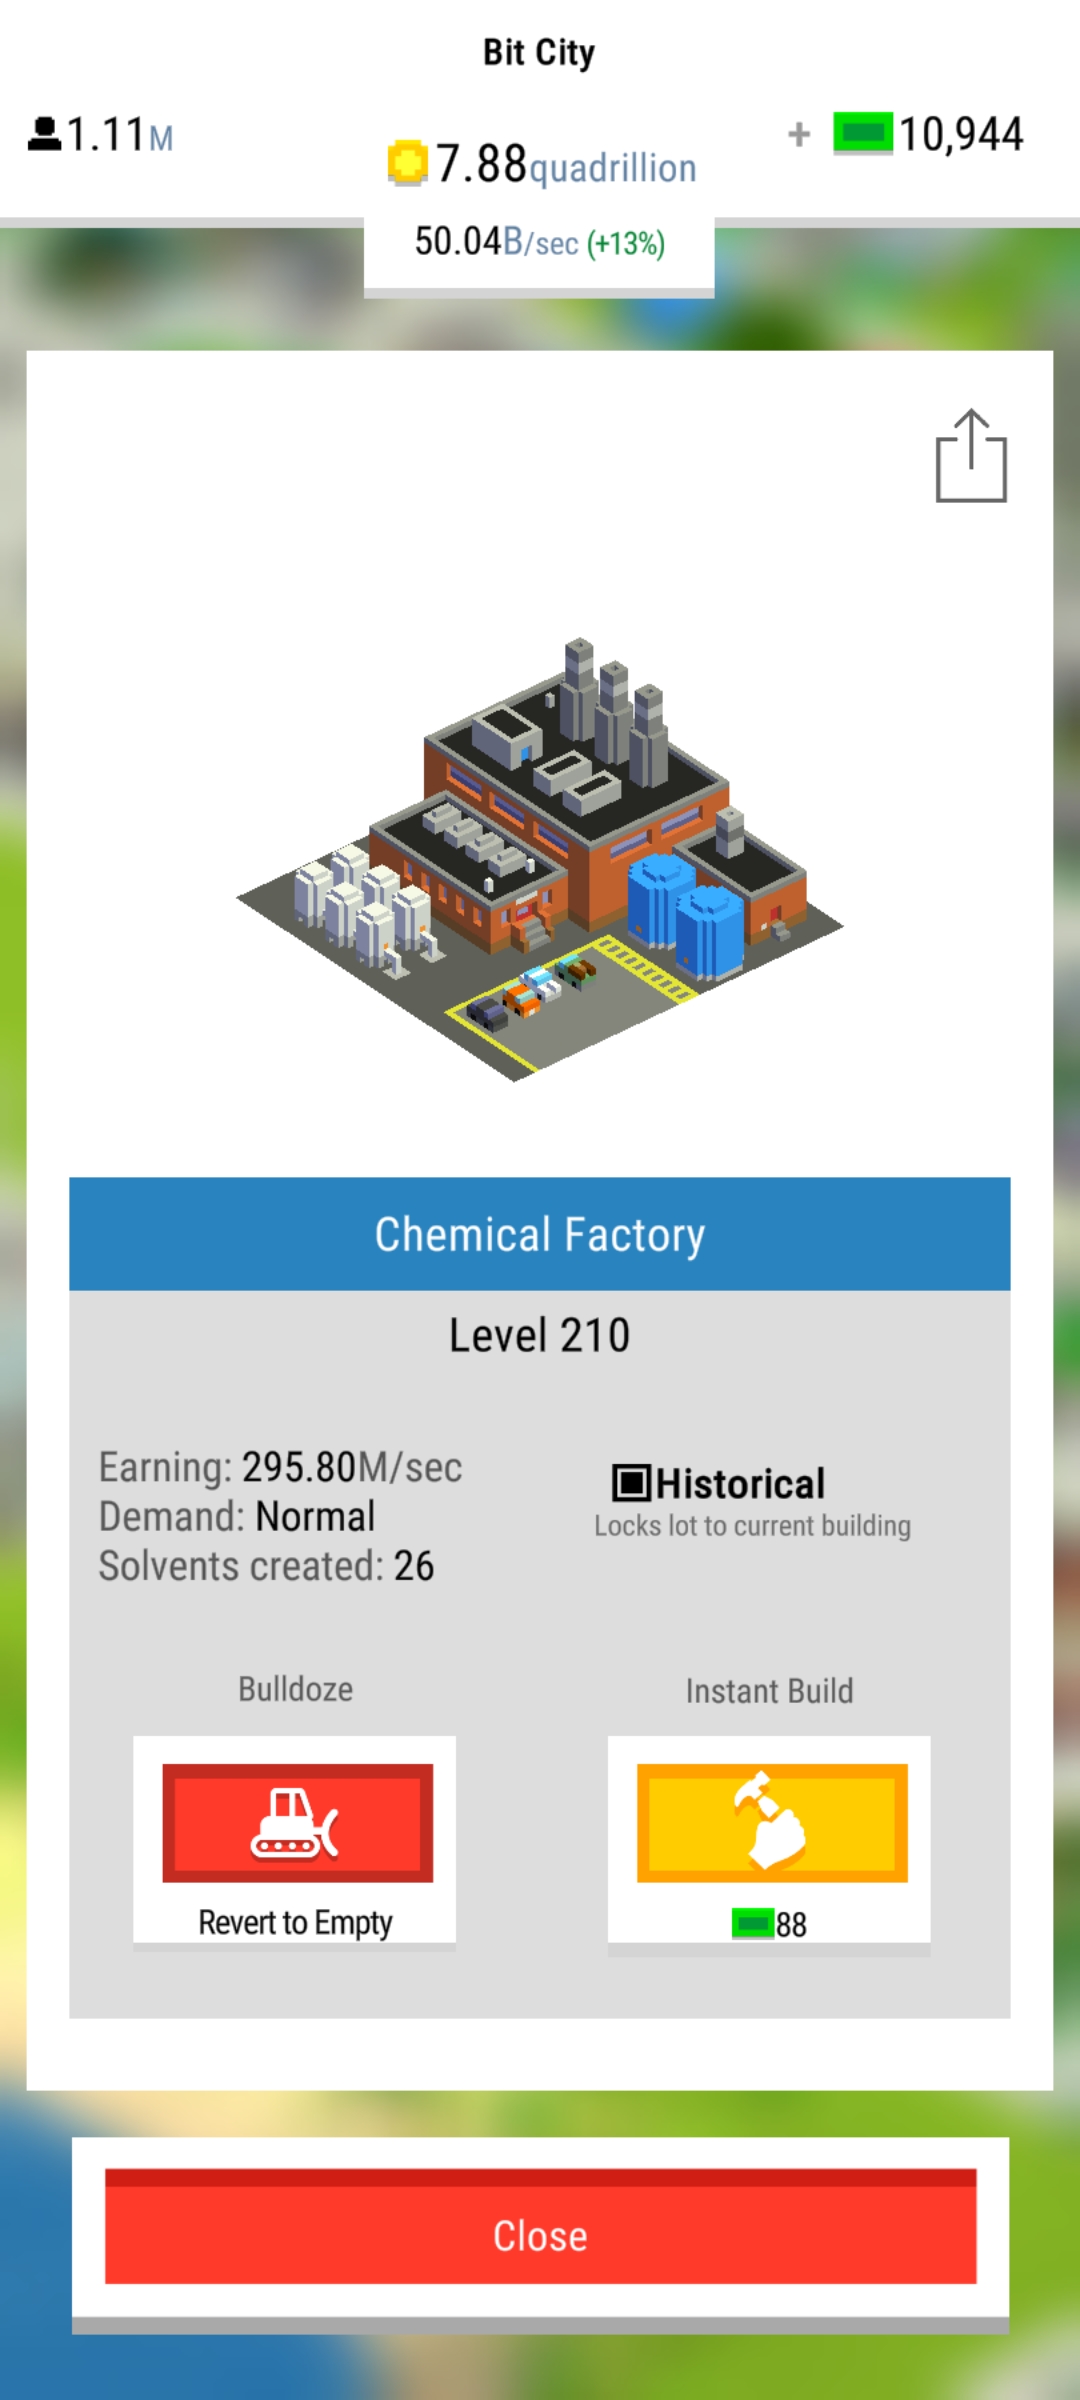 Bit City
1.11M
+ 10,944
7.88quadrillion
50.04B/sec (+13%)
Chemical Factory
Level 210
Earning: 295.80M/sec
Demand: Normal
Solvents created: 26
Historical
Locks lot to current building
Bulldoze
Instant Build
Revert to Empty
88
Close